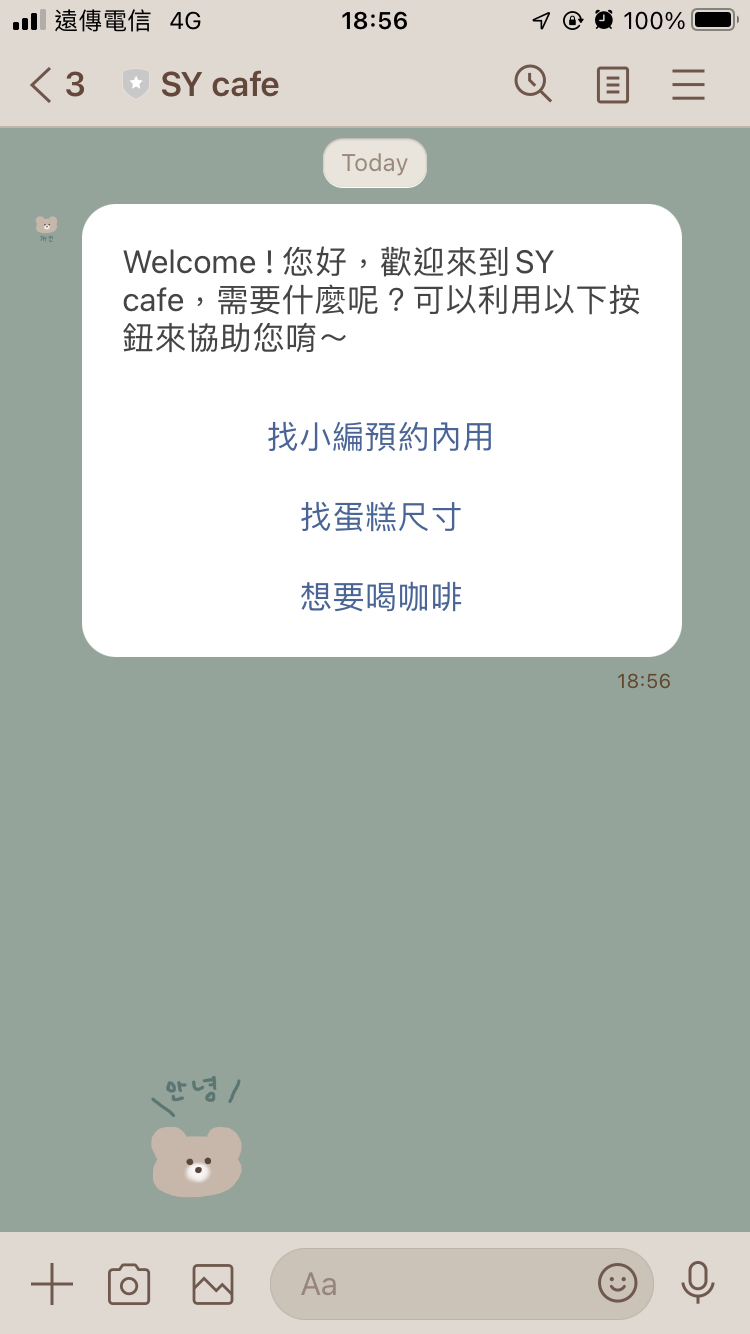 遠傳電信 4G 18:56 100%
3 SY cafe
Today
Welcome！您好，歡迎來到SY
cafe，需要什麼呢？可以利用以下按
鈕來協助您唷～
找小編預約內用
找蛋糕尺寸
想要喝咖啡
18:56
안녕
Aa